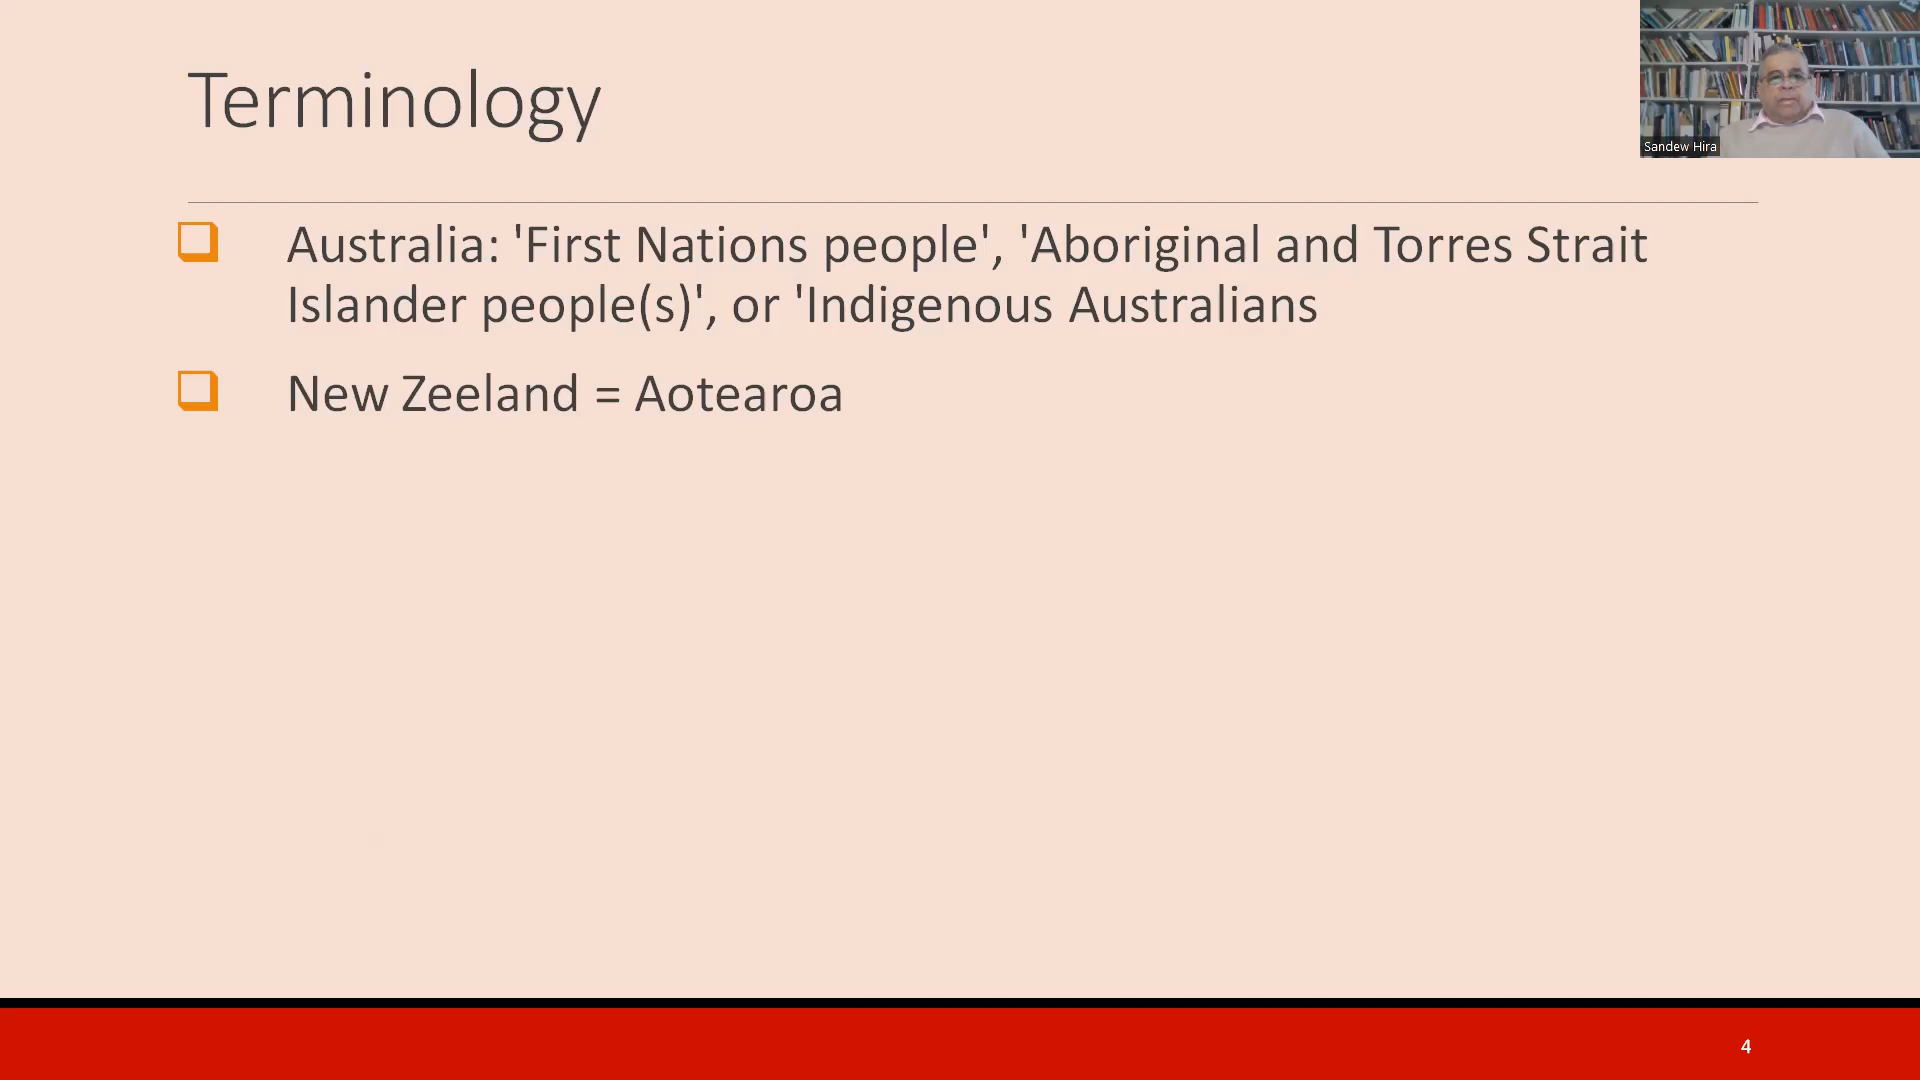 Terminology
Sandew Hira
Australia: 'First Nations people', 'Aboriginal and Torres Strait
Islander people(s)', or 'Indigenous Australians
New Zeeland = Aotearoa
4